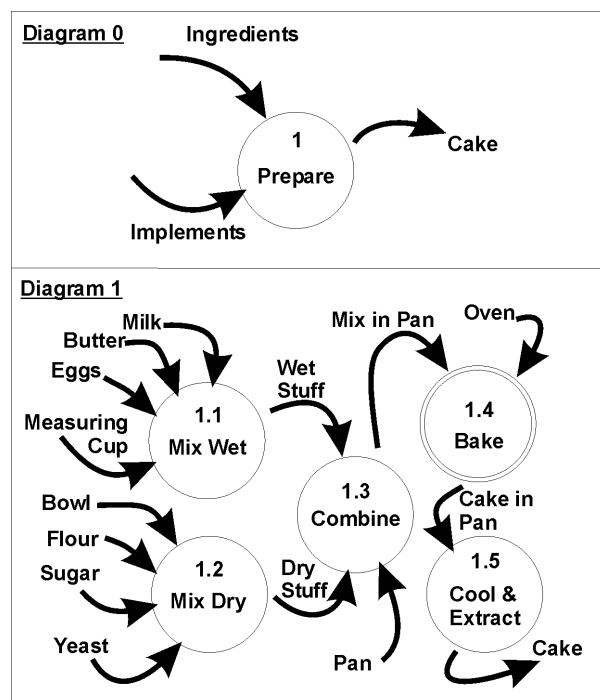 Diagram 0
Ingredients
1
Prepare
Cake
Implements
Diagram 1
Milk
Butter
Eggs
Measuring
Cup
1.1
Mix Wet
Wet
Stuff
Mix in Pan
Oven
1.4
Bake
Bowl
Flour
Sugar
Yeast
1.2
Mix Dry
Dry
Stuff
1.3
Combine
Pan
Cake in
Pan
1.5
Cool &
Extract
Cake